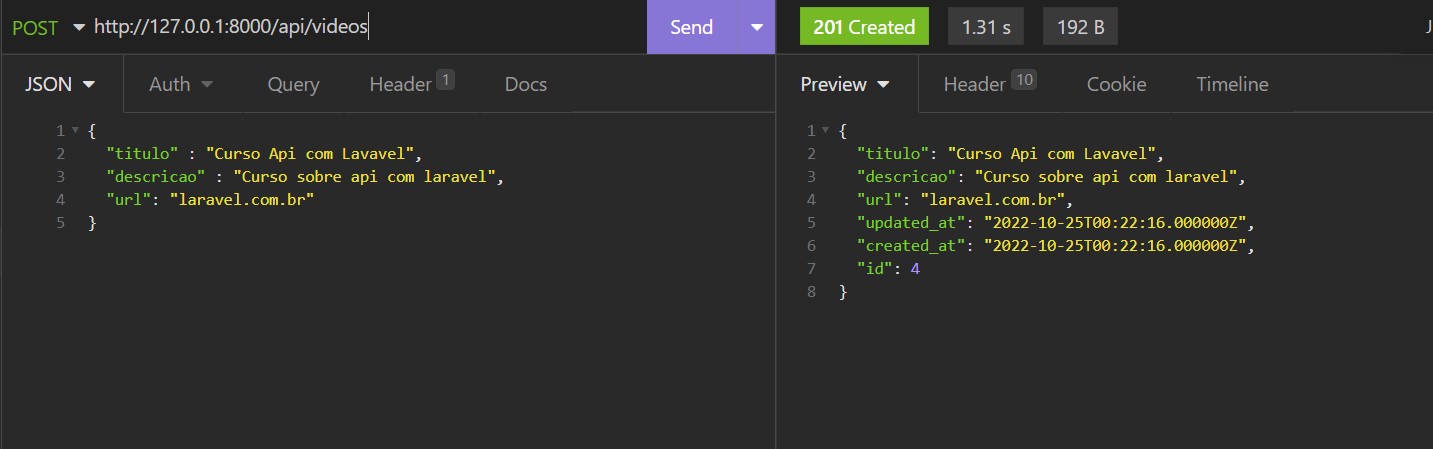 POST http://127.0.0.1:8000/api/videos Send 201 Created 1.31 s 192 B J
JSON Auth Query Header 1 Docs
1 {
2 "titulo" : "Curso Api com Lavavel",
3 "descricao" : "Curso sobre api com laravel",
4 "url": "laravel.com.br"
5 }
Preview Header 10 Cookie Timeline
1 {
2 "titulo": "Curso Api com Lavavel",
3 "descricao": "Curso sobre api com laravel",
4 "url": "laravel.com.br",
5 "updated_at": "2022-10-25T00:22:16.000000Z",
6 "created_at": "2022-10-25T00:22:16.000000Z",
7 "id": 4
8 }